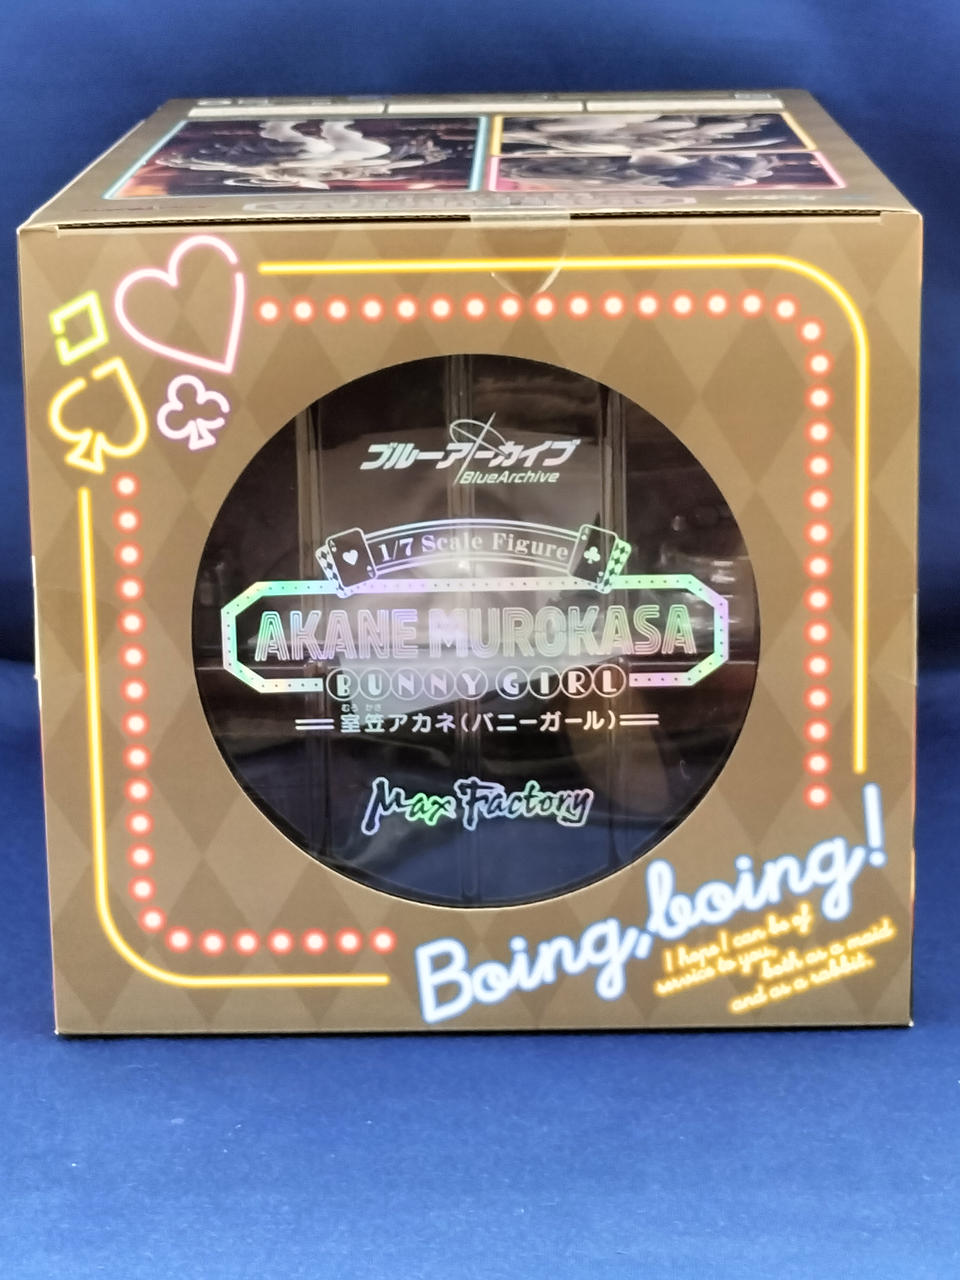 ブルーアーカイブ
BlueArchive
1/7 Scale Figure
AKANE MUROKASA
BUNNY GIRL
むろ かさ
室笠アカネ(バニーガール)
Max Factory
Boing,boing!
I hope I can be of
service to you,
both as a maid
and as a rabbit.